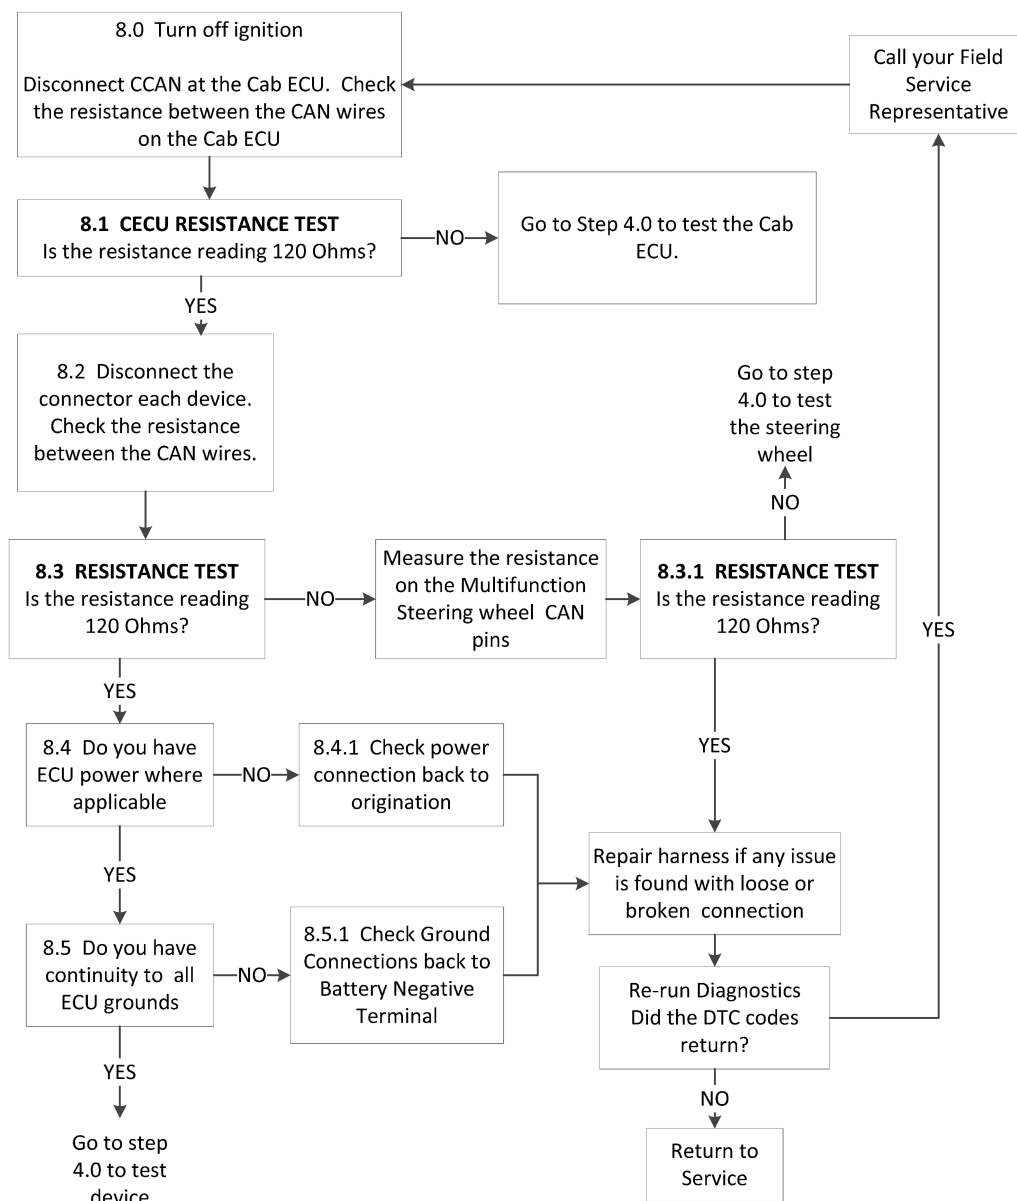 8.0 Turn off ignition
Disconnect CCAN at the Cab ECU. Check
the resistance between the CAN wires
on the Cab ECU
Call your Field
Service
Representative
8.1 CECU RESISTANCE TEST
Is the resistance reading 120 Ohms?
NO
Go to Step 4.0 to test the Cab
ECU.
YES
8.2 Disconnect the
connector each device.
Check the resistance
between the CAN wires.
Go to step
4.0 to test
the steering
wheel
NO
8.3 RESISTANCE TEST
Is the resistance reading
120 Ohms?
NO
Measure the resistance
on the Multifunction
Steering wheel CAN
pins
8.3.1 RESISTANCE TEST
Is the resistance reading
120 Ohms?
YES
YES
YES
8.4 Do you have
ECU power where
applicable
NO
8.4.1 Check power
connection back to
origination
YES
Repair harness if any issue
is found with loose or
broken connection
8.5 Do you have
continuity to all
ECU grounds
NO
8.5.1 Check Ground
Connections back to
Battery Negative
Terminal
Re-run Diagnostics
Did the DTC codes
return?
YES
NO
Go to step
4.0 to test
device
Return to
Service